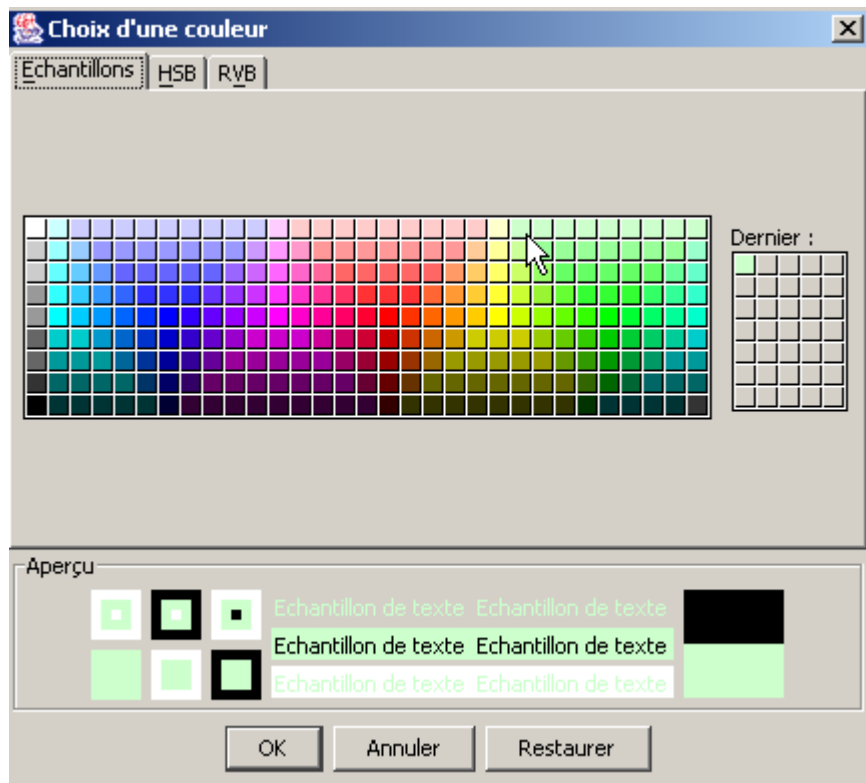 Choix d'une couleur
Echantillons HSB RVB
Dernier :
Aperçu
Echantillon de texte Echantillon de texte
Echantillon de texte Echantillon de texte
Echantillon de texte Echantillon de texte
OK Annuler Restaurer